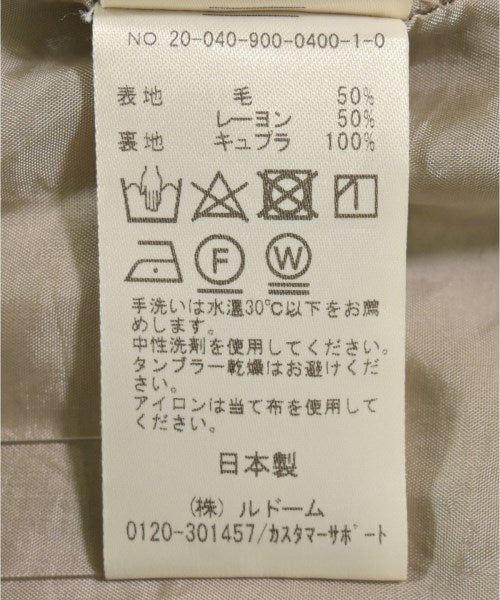 NO. 20-040-900-0400-1-0
表地 毛 50%
レーヨン 50%
裏地 キュプラ 100%
F W
手洗いは水温30℃以下をお薦
めします。
中性洗剤を使用してください。
タンブラー乾燥はお避けくだ
さい。
アイロンは当て布を使用して
ください。
日本製
(株) ルドーム
0120-301457/カスタマーサポート